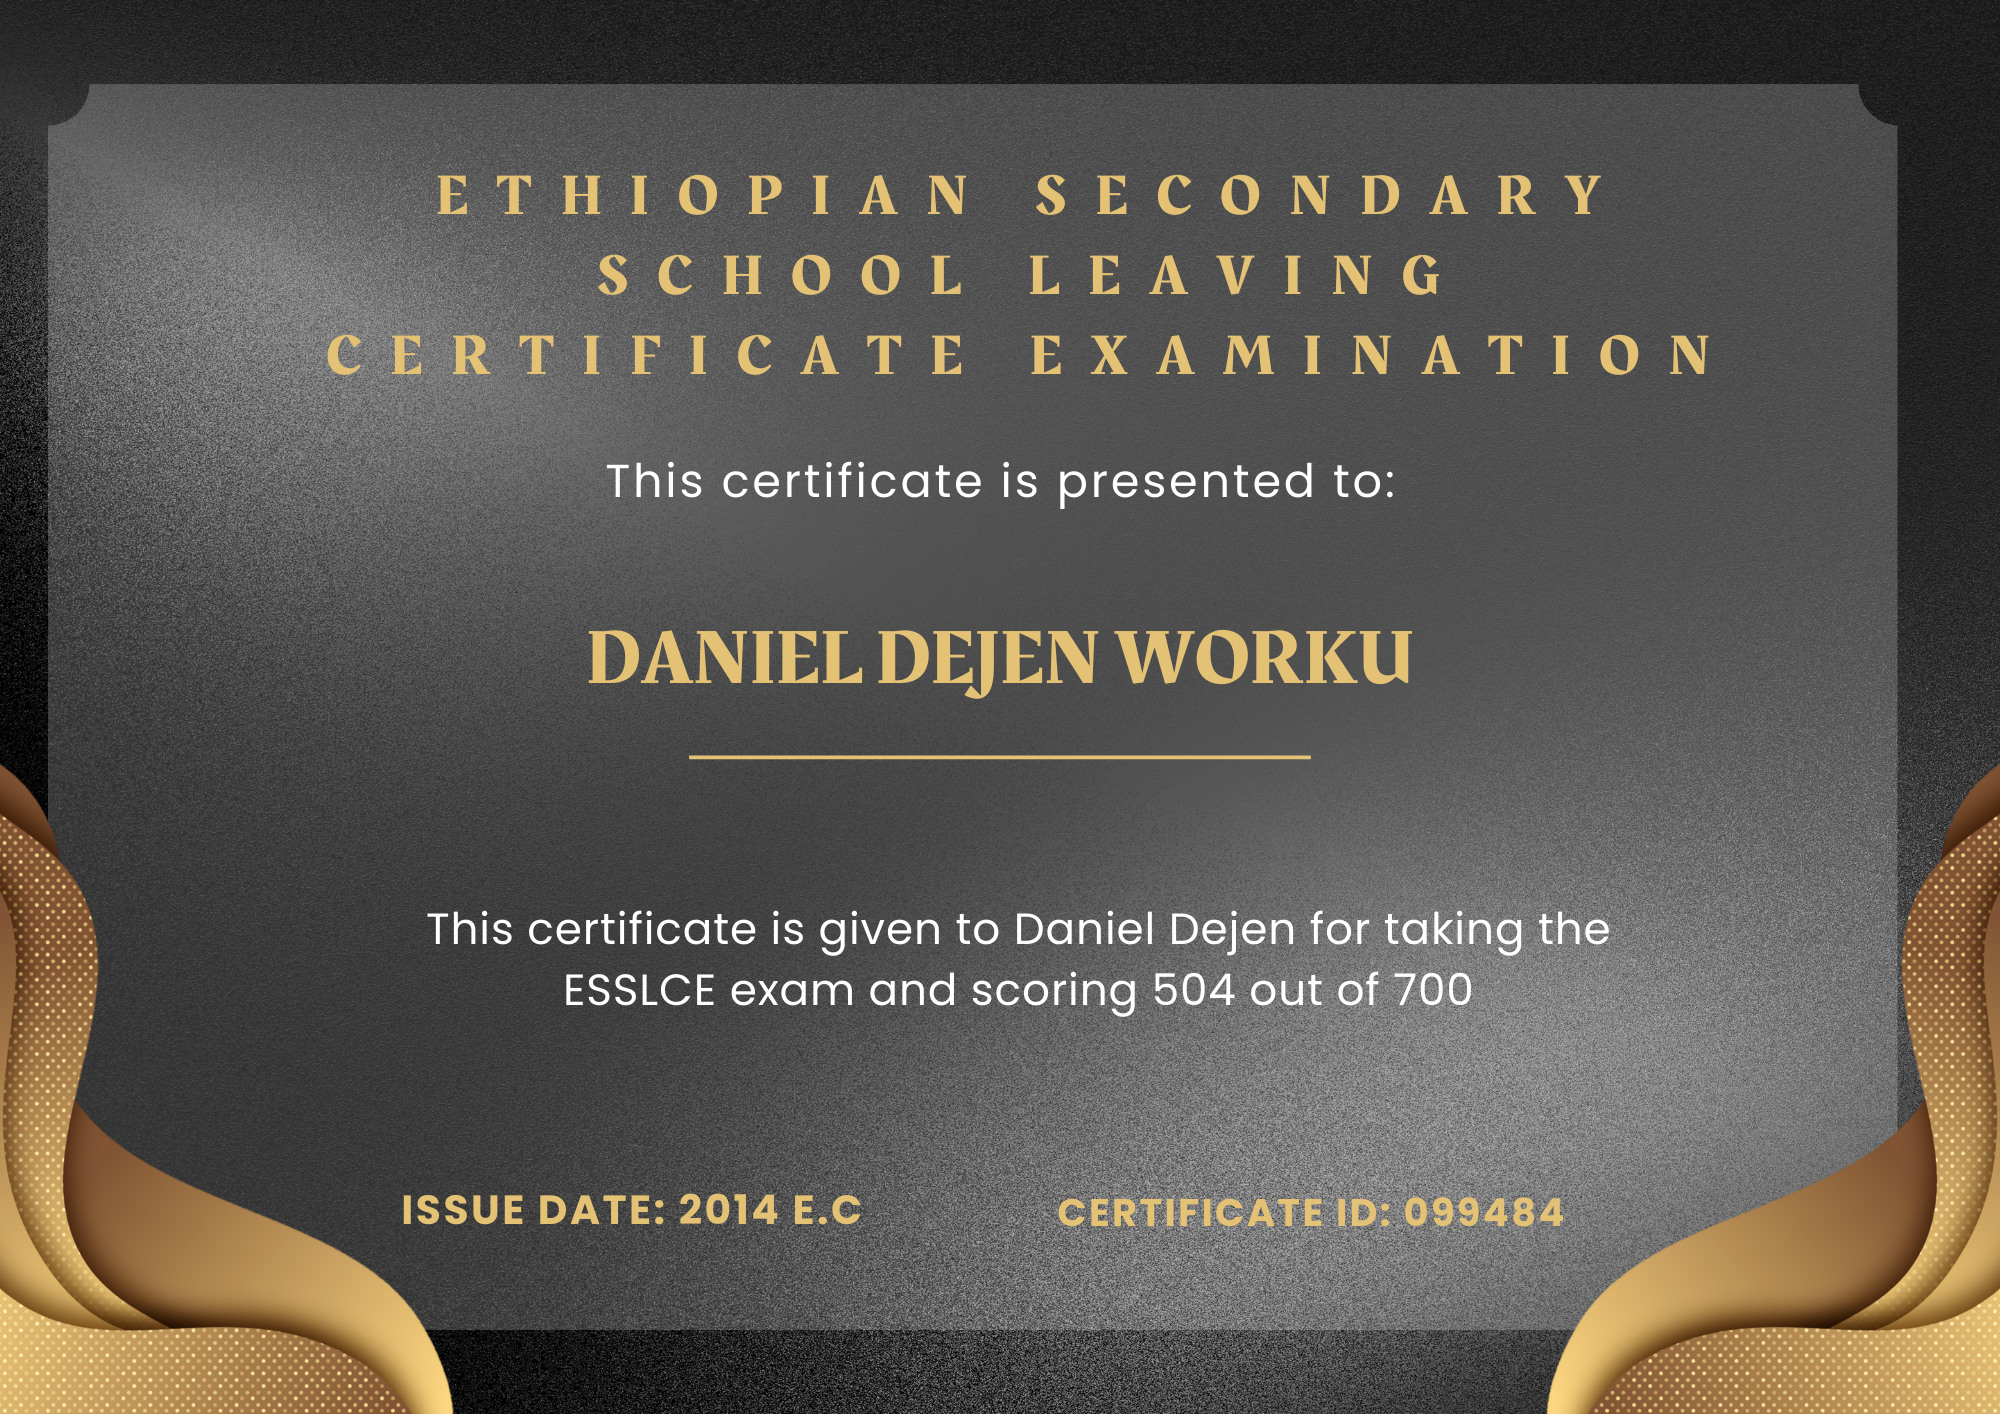 ETHIOPIAN SECONDARY
SCHOOL LEAVING
CERTIFICATE EXAMINATION
This certificate is presented to:
DANIEL DEJEN WORKU
This certificate is given to Daniel Dejen for taking the
ESSLCE exam and scoring 504 out of 700
ISSUE DATE: 2014 E.C
CERTIFICATE ID: 099484